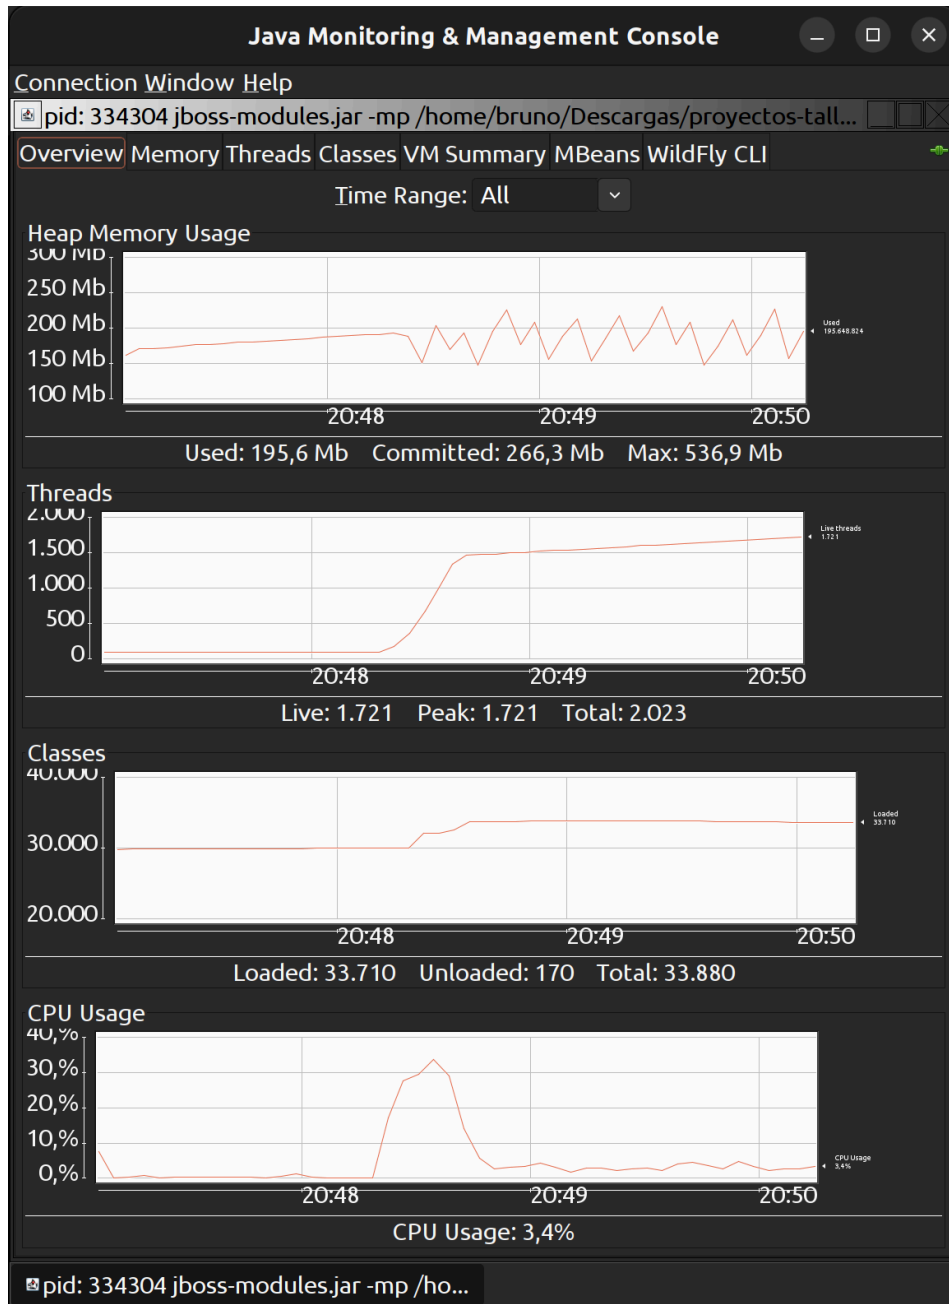 Java Monitoring & Management Console
Connection Window Help
pid: 334304 jboss-modules.jar -mp /home/bruno/Descargas/proyectos-tall...
Overview Memory Threads Classes VM Summary MBeans WildFly CLI
Time Range: All
Heap Memory Usage
300 Mb
250 Mb
200 Mb
150 Mb
100 Mb
Used
195.648.824
20:48 20:49 20:50
Used: 195,6 Mb Committed: 266,3 Mb Max: 536,9 Mb
Threads
2.000
1.500
1.000
500
0
Live threads
1.721
20:48 20:49 20:50
Live: 1.721 Peak: 1.721 Total: 2.023
Classes
40.000
30.000
20.000
Loaded
33.710
20:48 20:49 20:50
Loaded: 33.710 Unloaded: 170 Total: 33.880
CPU Usage
40,%
30,%
20,%
10,%
0,%
CPU Usage
3,4%
20:48 20:49 20:50
CPU Usage: 3,4%
pid: 334304 jboss-modules.jar -mp /ho...